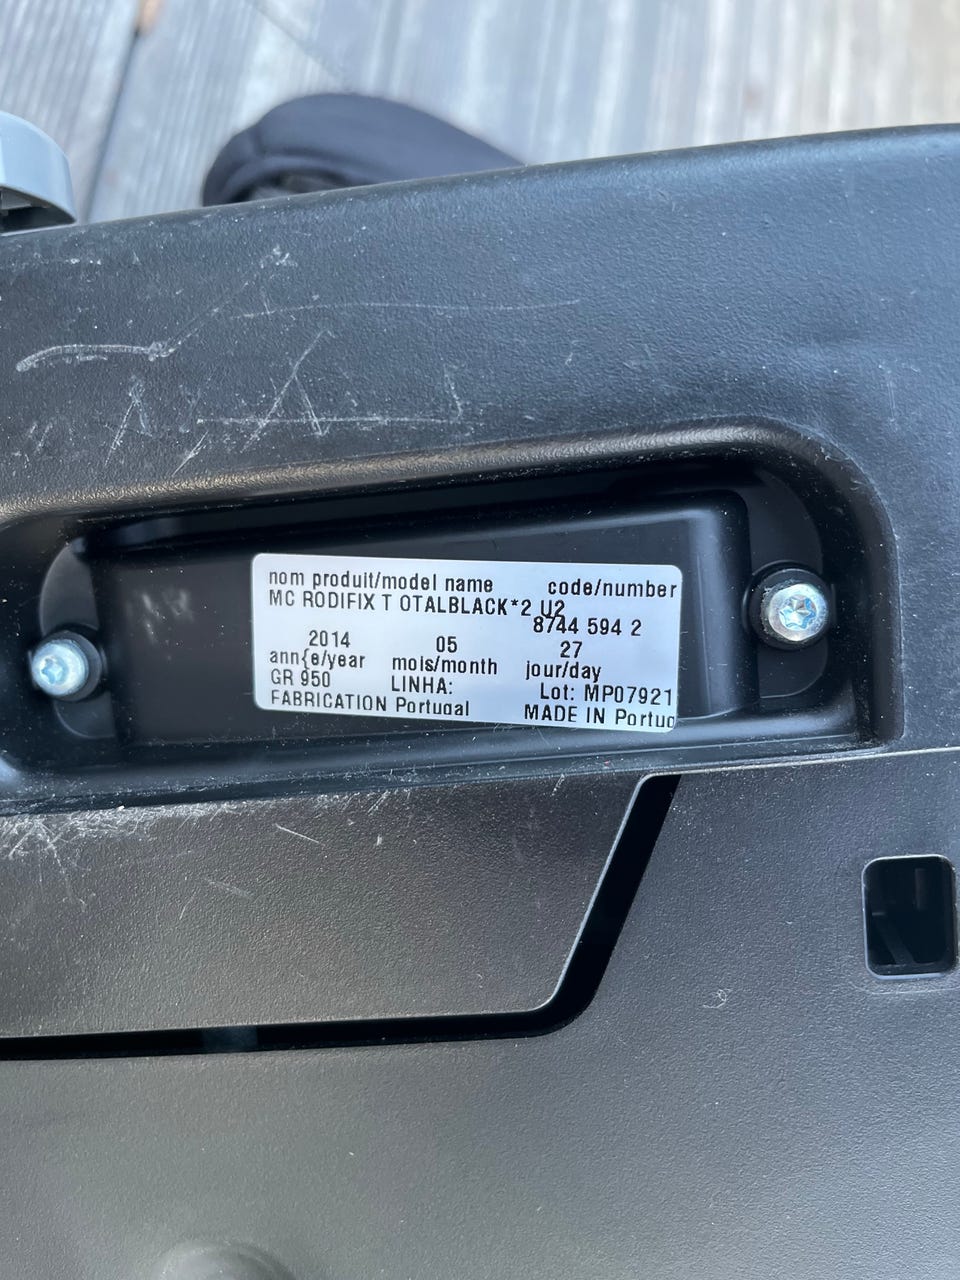 nom produit/model name code/number
MC RODIFIX T OTALBLACK*2 U2
8744 594 2
2014 05 27
ann{e/year mois/month jour/day
GR 950 LINHA: Lot: MP07921
FABRICATION Portugal MADE IN Portug